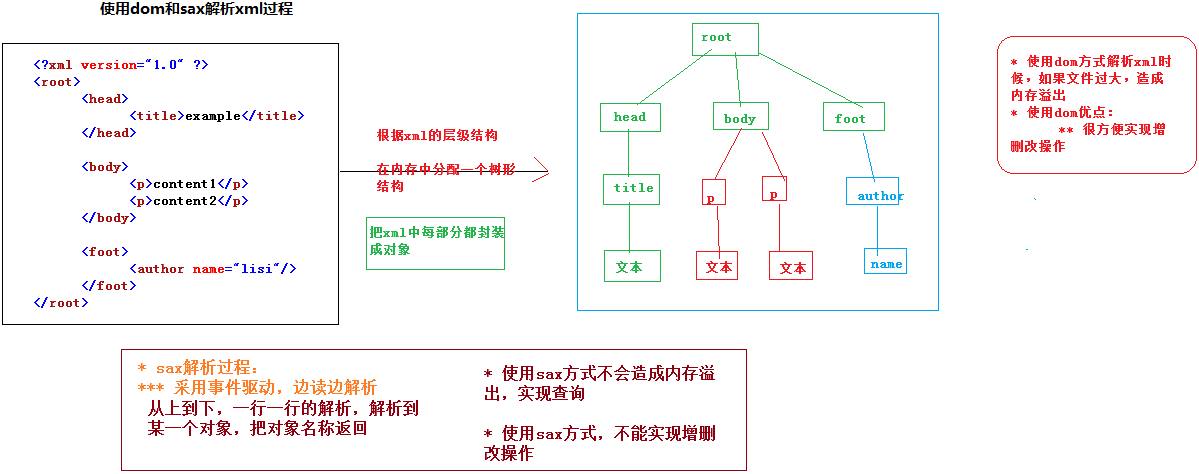 使用dom和sax解析xml过程
<?xml version="1.0" ?>
<root>
<head>
<title>example</title>
</head>
<body>
<p>content1</p>
<p>content2</p>
</body>
<foot>
<author name="lisi"/>
</foot>
</root>
根据xml的层级结构
在内存中分配一个树形
结构
把xml中每部分都封装
成对象
root
head
body
foot
title
p
p
author
文本
文本
文本
name
* 使用dom方式解析xml时
候，如果文件过大，造成
内存溢出
* 使用dom优点：
** 很方便实现增
删改操作
* sax解析过程：
*** 采用事件驱动，边读边解析
从上到下，一行一行的解析，解析到
某一个对象，把对象名称返回
* 使用sax方式不会造成内存溢
出，实现查询
* 使用sax方式，不能实现增删
改操作